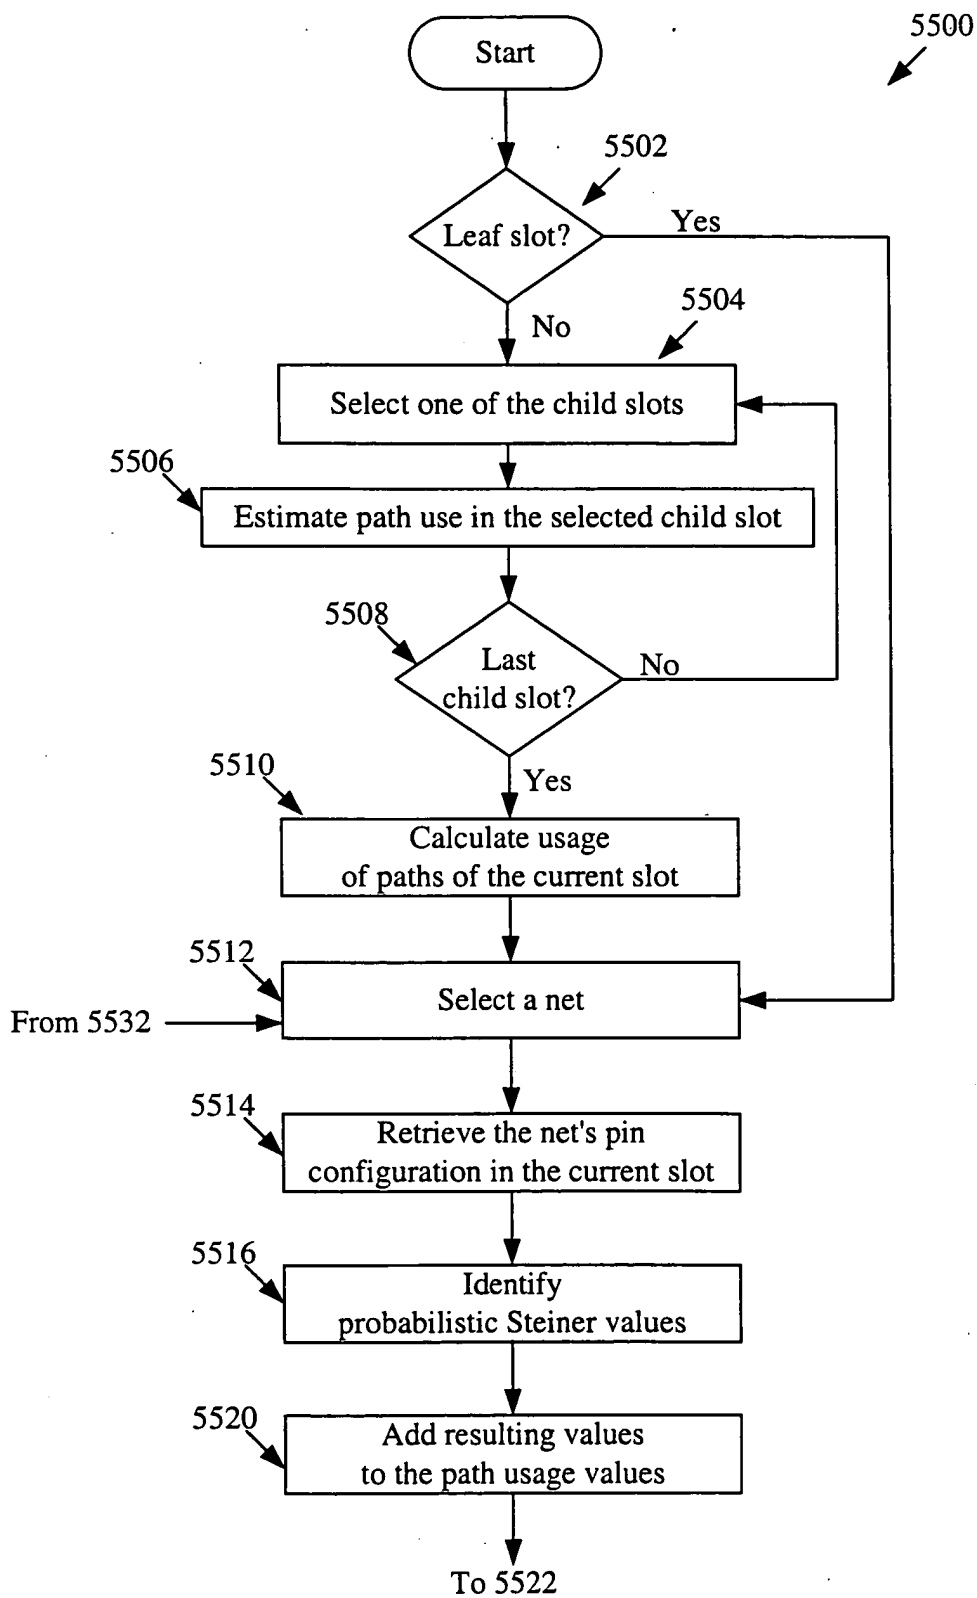 5500
Start
5502
Leaf slot?
Yes
No
5504
Select one of the child slots
5506
Estimate path use in the selected child slot
5508
Last
child slot?
No
Yes
5510
Calculate usage
of paths of the current slot
5512
Select a net
From 5532
5514
Retrieve the net's pin
configuration in the current slot
5516
Identify
probabilistic Steiner values
5520
Add resulting values
to the path usage values
To 5522